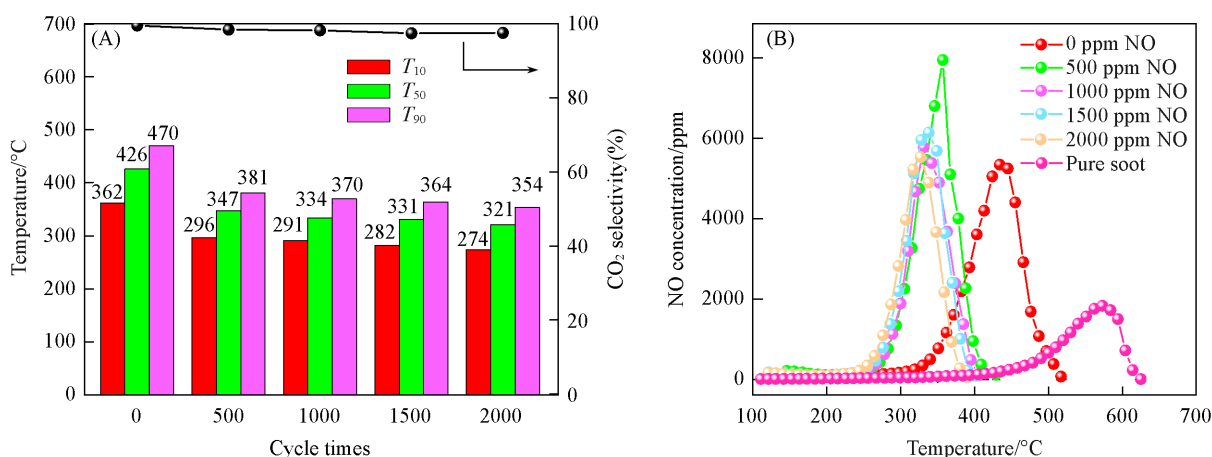 (A)
Temperature/°C
700
600
500
400
300
200
100
0
T10
T50
T90
362
426
470
296
347
381
291
334
370
282
331
364
274
321
354
0 500 1000 1500 2000
Cycle times
100
80
60
40
20
0
CO2 selectivity(%)
(B)
NO concentration/ppm
8000
6000
4000
2000
0
0 ppm NO
500 ppm NO
1000 ppm NO
1500 ppm NO
2000 ppm NO
Pure soot
100 200 300 400 500 600 700
Temperature/°C